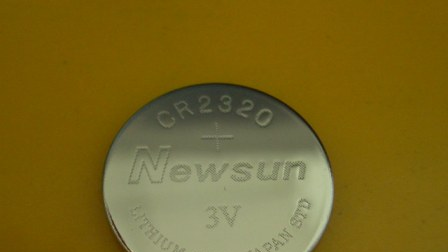 CR2320
+
Newsun
3V
LITHIUM
JAPAN STD